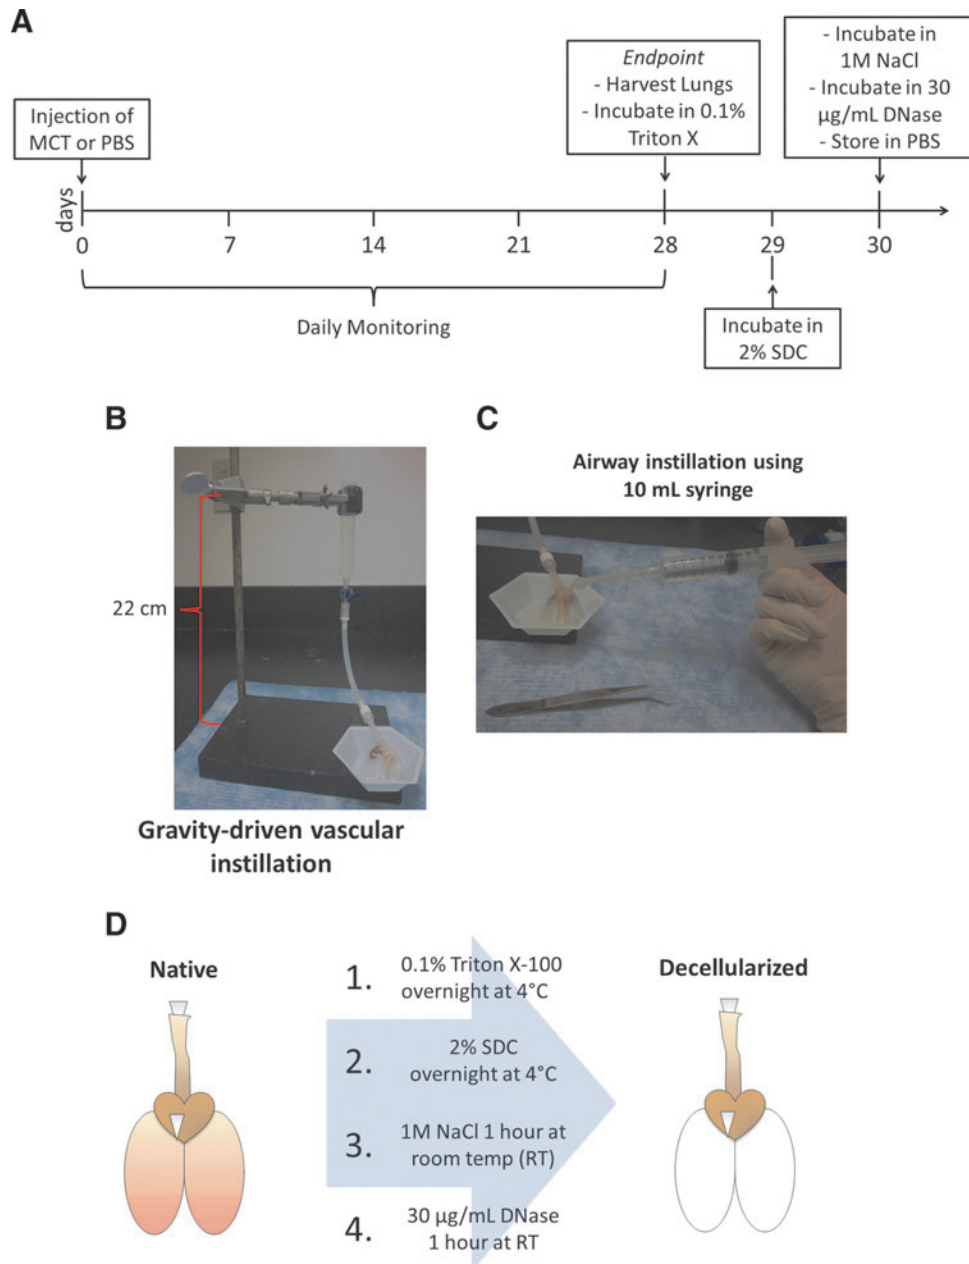 A
Injection of
MCT or PBS
Endpoint
- Harvest Lungs
- Incubate in 0.1%
Triton X
- Incubate in
1M NaCl
- Incubate in 30
µg/mL DNase
- Store in PBS
days
0
7
14
21
28
29
30
Daily Monitoring
Incubate in
2% SDC
B
22 cm
Gravity-driven vascular
instillation
C
Airway instillation using
10 mL syringe
D
Native
1. 0.1% Triton X-100
overnight at 4°C
2. 2% SDC
overnight at 4°C
3. 1M NaCl 1 hour at
room temp (RT)
4. 30 µg/mL DNase
1 hour at RT
Decellularized